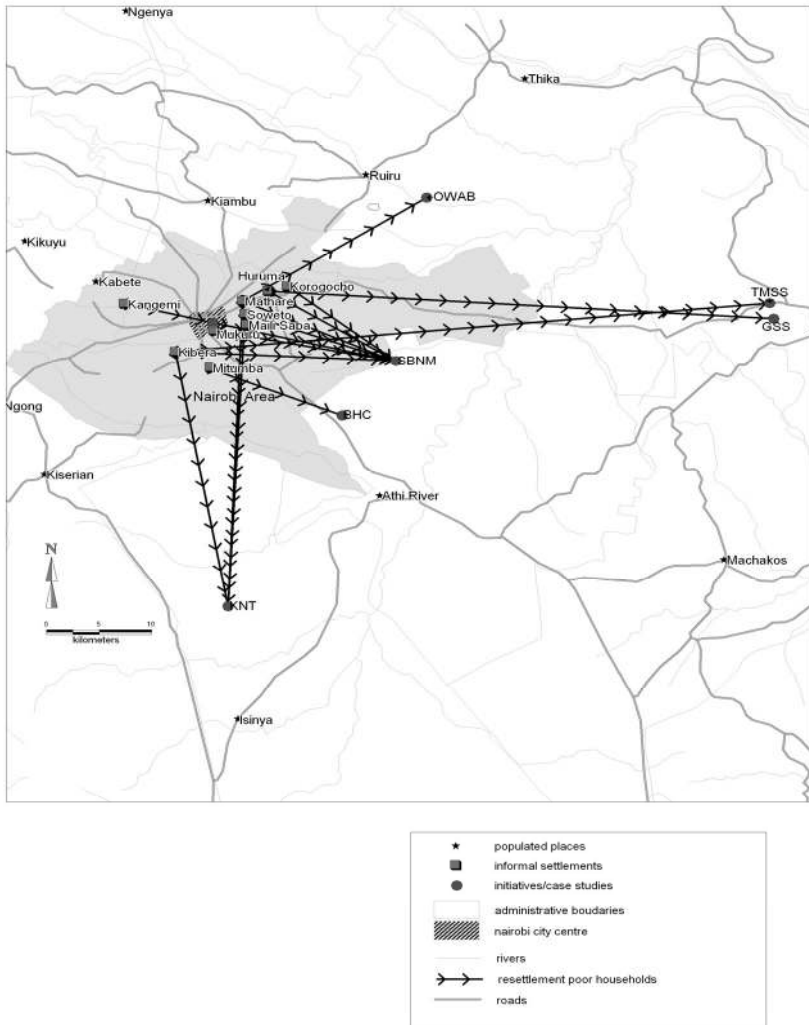 Ngenya
Thika
Ruiru
OWAB
Kiambu
Kikuyu
Kabete
Huruma
Korogocho
TMSS
Kangemi
Mathare
Soweto
GSS
Maili Saba
Mukuru
Kibera
SBNM
Mitumba
Nairobi Area
Ngong
BHC
Kiserian
Athi River
N
Machakos
0 5 10
kilometers
KNT
Isinya
populated places
informal settlements
initiatives/case studies
administrative boudaries
nairobi city centre
rivers
resettlement poor households
roads